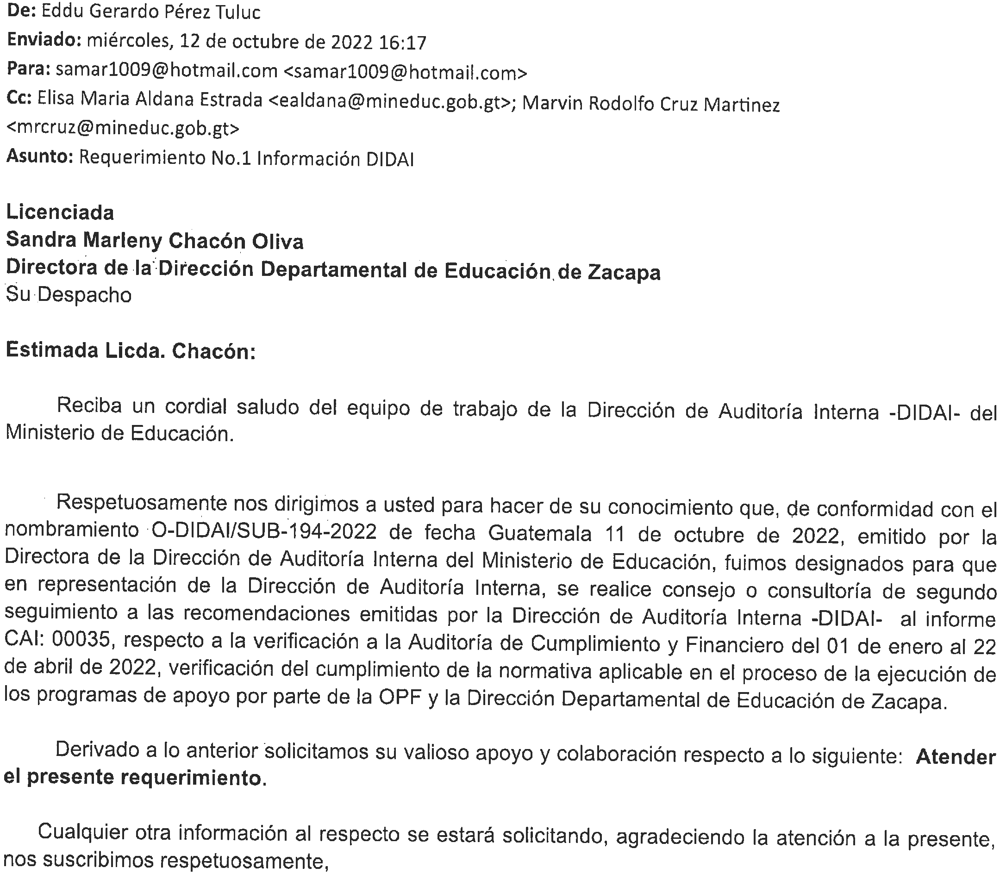 De: Eddu Gerardo Pérez Tuluc
Enviado: miércoles, 12 de octubre de 2022 16:17
Para: samar1009@hotmail.com <samar1009@hotmail.com>
Cc: Elisa Maria Aldana Estrada <ealdana@mineduc.gob.gt>; Marvin Rodolfo Cruz Martinez
<mrcruz@mineduc.gob.gt>
Asunto: Requerimiento No.1 Información DIDAI
Licenciada
Sandra Marleny Chacón Oliva
Directora de la Dirección Departamental de Educación de Zacapa
Su Despacho
Estimada Licda. Chacón:
Reciba un cordial saludo del equipo de trabajo de la Dirección de Auditoría Interna -DIDAI- del
Ministerio de Educación.
Respetuosamente nos dirigimos a usted para hacer de su conocimiento que, de conformidad con el
nombramiento O-DIDAI/SUB-194-2022 de fecha Guatemala 11 de octubre de 2022, emitido por la
Directora de la Dirección de Auditoría Interna del Ministerio de Educación, fuimos designados para que
en representación de la Dirección de Auditoría Interna, se realice consejo o consultoría de segundo
seguimiento a las recomendaciones emitidas por la Dirección de Auditoría Interna -DIDAI- al informe
CAI: 00035, respecto a la verificación a la Auditoría de Cumplimiento y Financiero del 01 de enero al 22
de abril de 2022, verificación del cumplimiento de la normativa aplicable en el proceso de la ejecución de
los programas de apoyo por parte de la OPF y la Dirección Departamental de Educación de Zacapa.
Derivado a lo anterior solicitamos su valioso apoyo y colaboración respecto a lo siguiente: Atender
el presente requerimiento.
Cualquier otra información al respecto se estará solicitando, agradeciendo la atención a la presente,
nos suscribimos respetuosamente,